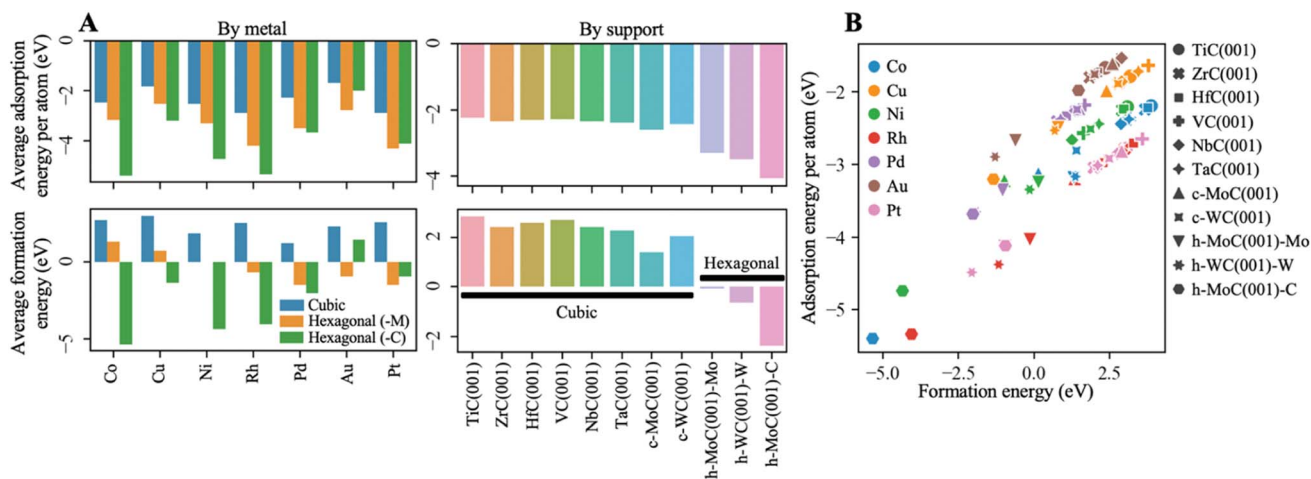 A
By metal
Average adsorption
energy per atom (eV)
0
−2
−4
Average formation
energy (eV)
0
−5
Cubic
Hexagonal (-M)
Hexagonal (-C)
Co
Cu
Ni
Rh
Pd
Au
Pt
By support
0
−2
−4
2
0
−2
Hexagonal
Cubic
TiC(001)
ZrC(001)
HfC(001)
VC(001)
NbC(001)
TaC(001)
c-MoC(001)
c-WC(001)
h-MoC(001)-Mo
h-WC(001)-W
h-MoC(001)-C
B
Adsorption energy per atom (eV)
−2
−3
−4
−5
Co
Cu
Ni
Rh
Pd
Au
Pt
−5.0
−2.5
0.0
2.5
Formation energy (eV)
TiC(001)
ZrC(001)
HfC(001)
VC(001)
NbC(001)
TaC(001)
c-MoC(001)
c-WC(001)
h-MoC(001)-Mo
h-WC(001)-W
h-MoC(001)-C